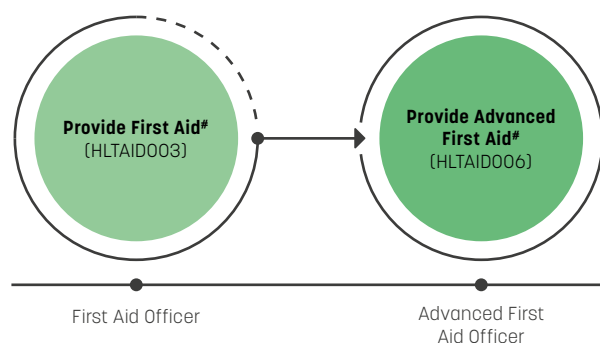 Provide First Aid#
(HLTAID003)
Provide Advanced
First Aid#
(HLTAID006)
First Aid Officer
Advanced First
Aid Officer